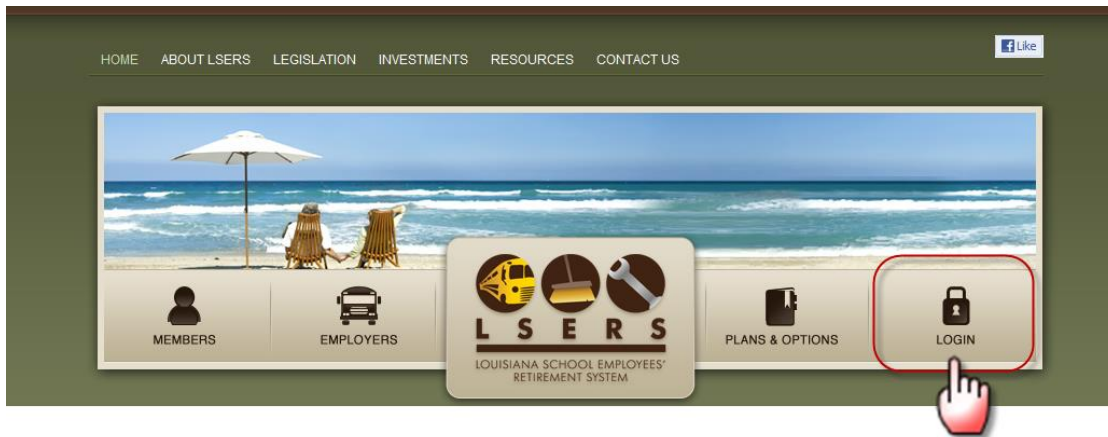 HOME ABOUT LSERS LEGISLATION INVESTMENTS RESOURCES CONTACT US
Like
MEMBERS
EMPLOYERS
L S E R S
LOUISIANA SCHOOL EMPLOYEES'
RETIREMENT SYSTEM
PLANS & OPTIONS
LOGIN